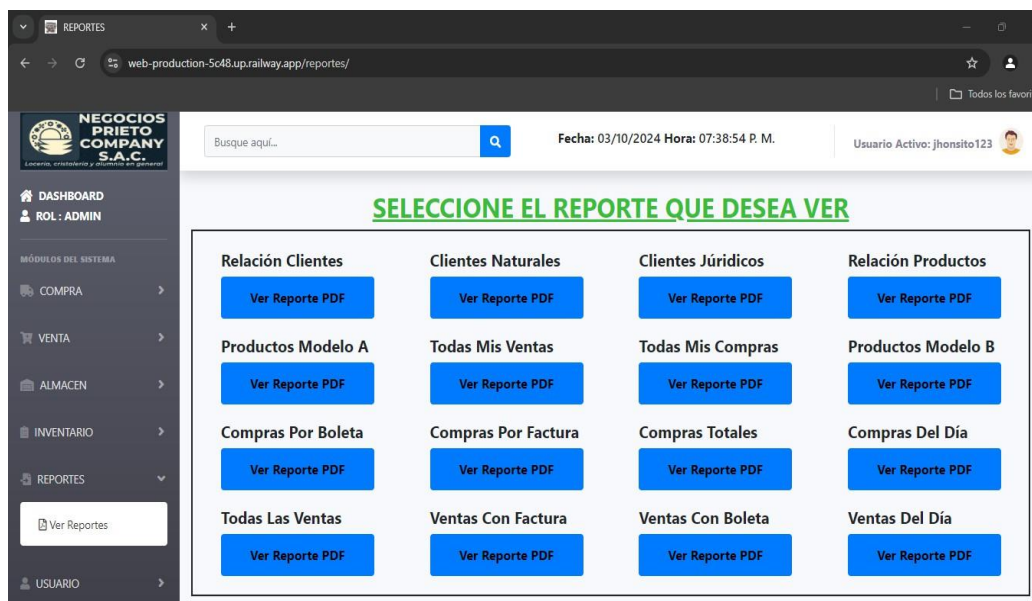 REPORTES
web-production-5c48.up.railway.app/reportes/
Todos los favori
NEGOCIOS
PRIETO
COMPANY
S.A.C.
Locería, cristalería y alumnio en general
Busque aquí...
Fecha: 03/10/2024 Hora: 07:38:54 P. M.
Usuario Activo: jhonsito123
DASHBOARD
ROL : ADMIN
MÓDULOS DEL SISTEMA
COMPRA
VENTA
ALMACEN
INVENTARIO
REPORTES
Ver Reportes
USUARIO
SELECCIONE EL REPORTE QUE DESEA VER
Relación Clientes
Clientes Naturales
Clientes Júridicos
Relación Productos
Ver Reporte PDF
Ver Reporte PDF
Ver Reporte PDF
Ver Reporte PDF
Productos Modelo A
Todas Mis Ventas
Todas Mis Compras
Productos Modelo B
Ver Reporte PDF
Ver Reporte PDF
Ver Reporte PDF
Ver Reporte PDF
Compras Por Boleta
Compras Por Factura
Compras Totales
Compras Del Día
Ver Reporte PDF
Ver Reporte PDF
Ver Reporte PDF
Ver Reporte PDF
Todas Las Ventas
Ventas Con Factura
Ventas Con Boleta
Ventas Del Día
Ver Reporte PDF
Ver Reporte PDF
Ver Reporte PDF
Ver Reporte PDF